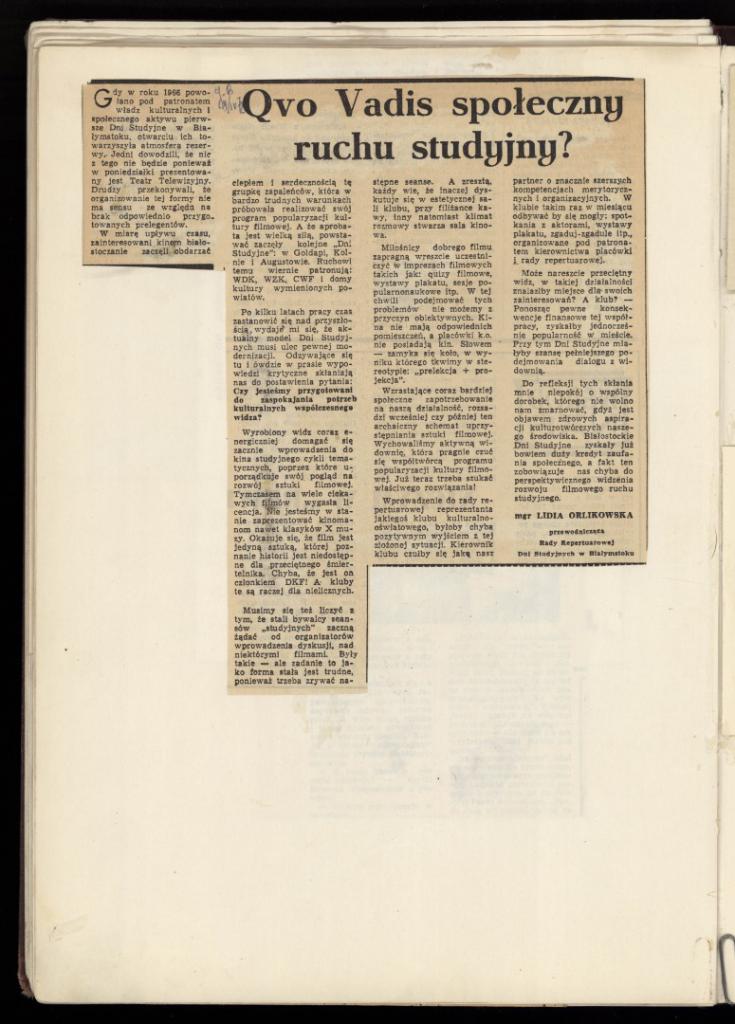 Qvo Vadis społeczny
ruchu studyjny?
Gdy w roku 1966 powo-
łano pod patronatem
władz kulturalnych i
społecznego aktywu pierw-
sze Dni Studyjne w Bia-
łymstoku, otwarciu ich to-
warzyszyła atmosfera rezer-
wy. Jedni dowodzili, że nic
z tego nie będzie ponieważ
w poniedziałki prezentowa-
ny jest Teatr Telewizyjny.
Drudzy przekonywali, że
organizowanie tej formy nie
ma sensu ze względu na
brak odpowiednio przygo-
towanych prelegentów.
W miarę upływu czasu,
zainteresowani kinem biało-
stoczanie zaczęli obdarzać
ciepłem i serdecznością tę
grupkę zapaleńców, która w
bardzo trudnych warunkach
próbowała realizować swój
program popularyzacji kul-
tury filmowej. A że aproba-
ta jest wielką siłą, powsta-
wać zaczęły kolejne „Dni
Studyjne": w Gołdapi, Kol-
nie i Augustowie. Ruchowi
temu wiernie patronują:
WDK, WZK, CWF i domy
kultury wymienionych po-
wiatów.
Po kilku latach pracy czas
zastanowić się nad przyszło-
ścią, wydaje mi się, że ak-
tualny model Dni Studyj-
nych musi ulec pewnej mo-
dernizacji. Odzywające się
tu i ówdzie w prasie wypo-
wiedzi krytyczne skłaniają
nas do postawienia pytania:
Czy jesteśmy przygotowani
do zaspokajania potrzeb
kulturalnych współczesnego
widza?
Wyrobiony widz coraz e-
nergiczniej domagać się
zacznie wprowadzenia do
kina studyjnego cykli tema-
tycznych, poprzez które u-
porządkuje swój pogląd na
rozwój sztuki filmowej.
Tymczasem na wiele cieka-
wych filmów wygasła li-
cencja. Nie jesteśmy w sta-
nie zaprezentować kinoma-
nom nawet klasyków X mu-
zy. Okazuje się, że film jest
jedyną sztuką, której poz-
nanie historii jest niedostęp-
ne dla przeciętnego śmier-
telnika. Chyba, że jest on
członkiem DKF! A kluby
te są raczej dla nielicznych.
Musimy się też liczyć z
tym, że stali bywalcy sean-
sów „studyjnych" zaczną
żądać od organizatorów
wprowadzenia dyskusji, nad
niektórymi filmami. Były
takie — ale zadanie to ja-
ko forma stała jest trudne,
ponieważ trzeba zrywać na-
stępne seanse. A zresztą,
każdy wie, że inaczej dys-
kutuje się w estetycznej sa-
li klubu, przy filiżance ka-
wy, inny natomiast klimat
rozmowy stwarza sala kino-
wa.
Miłośnicy dobrego filmu
zapragną wreszcie uczestni-
czyć w imprezach filmowych
takich jak: quizy filmowe,
wystawy plakatu, sesje po-
pularnonaukowe itp. W tej
chwili podejmować tych
problemów nie możemy z
przyczyn obiektywnych. Ki-
na nie mają odpowiednich
pomieszczeń, a placówki k.o.
nie posiadają kin. Słowem
— zamyka się koło, w wy-
niku którego tkwimy w ste-
reotypie: „prelekcja + pro-
jekcja".
Wzrastające coraz bardziej
społeczne zapotrzebowanie
na naszą działalność, rozsa-
dzi wcześniej czy później ten
archaiczny schemat uprzy-
stępniania sztuki filmowej.
Wychowaliśmy aktywną wi-
downię, która pragnie czuć
się współtwórcą programu
popularyzacji kultury filmo-
wej. Już teraz trzeba szukać
właściwego rozwiązania!
Wprowadzenie do rady re-
pertuarowej reprezentanta
jakiegoś klubu kulturalno-
oświatowego, byłoby chyba
pozytywnym wyjściem z tej
złożonej sytuacji. Kierownik
klubu czułby się jako nasz
partner o znacznie szerszych
kompetencjach merytorycz-
nych i organizacyjnych. W
klubie takim raz w miesiącu
odbywać by się mogły: spot-
kania z aktorami, wystawy
plakatu, zgaduj-zgadule itp.,
organizowane pod patrona-
tem kierownictwa placówki
i rady repertuarowej.
Może nareszcie przeciętny
widz, w takiej działalności
znalazłby miejsce dla swoich
zainteresowań? A klub? —
Ponosząc pewne konsek-
wencje finansowe tej współ-
pracy, zyskałby jednocześ-
nie popularność w mieście.
Przy tym Dni Studyjne mia-
łyby szansę pełniejszego po-
dejmowania dialogu z wi-
downią.
Do refleksji tych skłania
mnie niepokój o wspólny
dorobek, którego nie wolno
nam zmarnować, gdyż jest
objawem zdrowych aspira-
cji kulturotwórczych nasze-
go środowiska. Białostockie
Dni Studyjne zyskały już
bowiem duży kredyt zaufa-
nia społecznego, a fakt ten
zobowiązuje nas chyba do
perspektywicznego widzenia
rozwoju filmowego ruchu
studyjnego.
mgr LIDIA ORLIKOWSKA
przewodnicząca
Rady Repertuarowej
Dni Studyjnych w Białymstoku